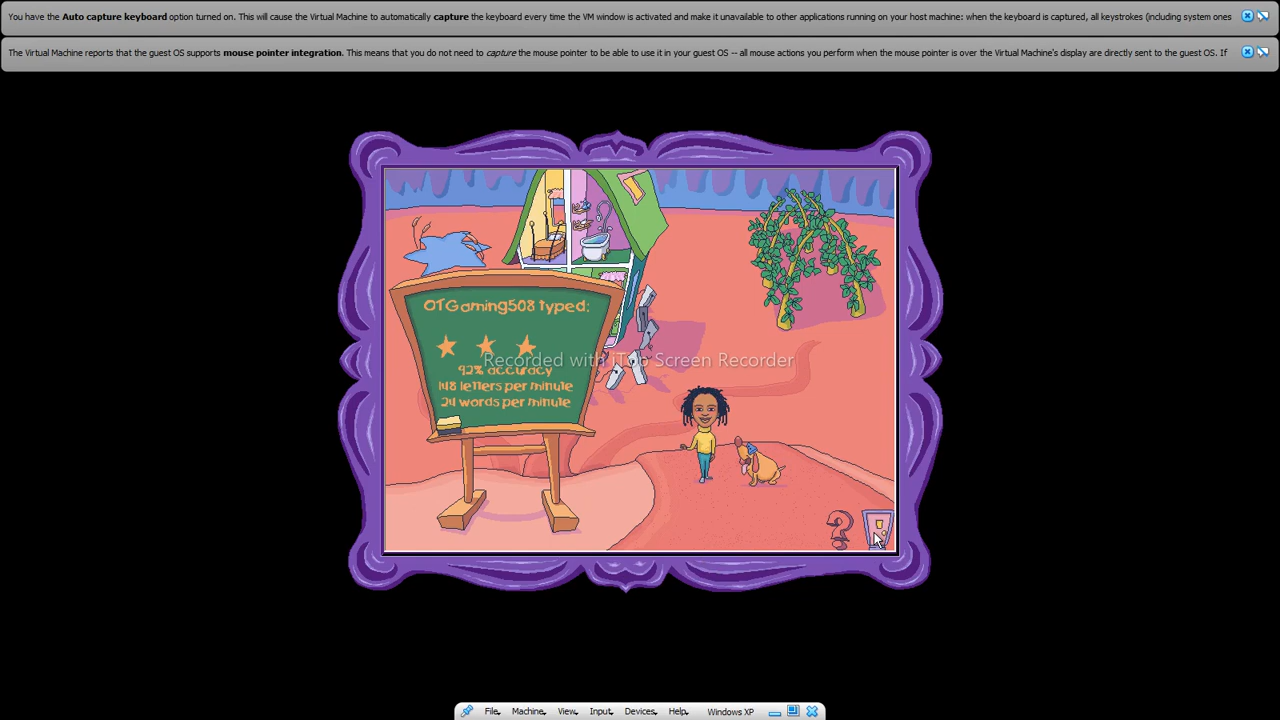 You have the Auto capture keyboard option turned on. This will cause the Virtual Machine to automatically capture the keyboard every time the VM window is activated and make it unavailable to other applications running on your host machine: when the keyboard is captured, all keystrokes (including system ones
The Virtual Machine reports that the guest OS supports mouse pointer integration. This means that you do not need to capture the mouse pointer to be able to use it in your guest OS -- all mouse actions you perform when the mouse pointer is over the Virtual Machine's display are directly sent to the guest OS. If
OTGaming508 typed:
92% accuracy
148 letters per minute
24 words per minute
Recorded with iTop Screen Recorder
?
File Machine View Input Devices Help Windows XP